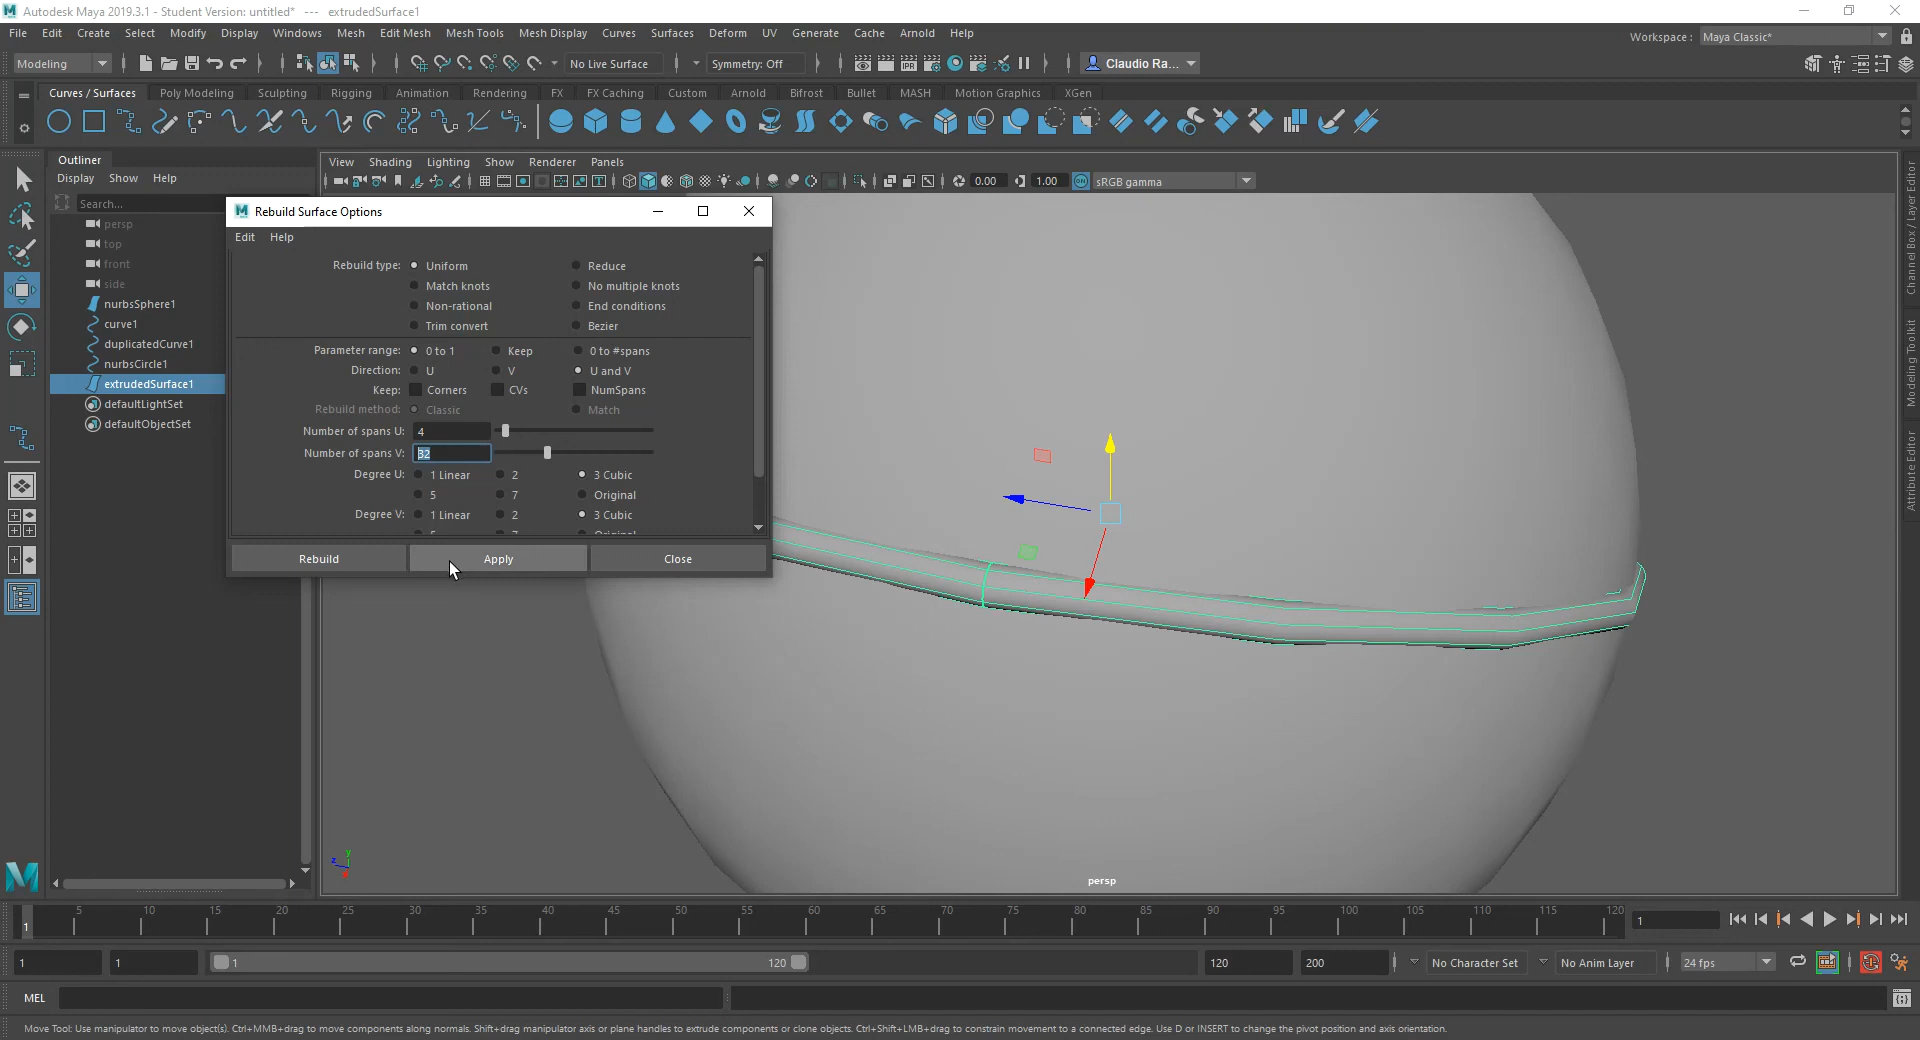 Autodesk Maya 2019.3.1 - Student Version: untitled*   ---   extrudedSurface1
File Edit Create Select Modify Display Windows Mesh Edit Mesh Mesh Tools Mesh Display Curves Surfaces Deform UV Generate Cache Arnold Help
Workspace : Maya Classic*
Modeling No Live Surface Symmetry: Off IPR Claudio Ra...
Curves / Surfaces Poly Modeling Sculpting Rigging Animation Rendering FX FX Caching Custom Arnold Bifrost Bullet MASH Motion Graphics XGen
Outliner
Display Show Help
Search...
persp
top
front
side
nurbsSphere1
curve1
duplicatedCurve1
nurbsCircle1
extrudedSurface1
defaultLightSet
defaultObjectSet
View Shading Lighting Show Renderer Panels
0.00 1.00 ON sRGB gamma
Rebuild Surface Options
Edit Help
Rebuild type: Uniform Reduce
Match knots No multiple knots
Non-rational End conditions
Trim convert Bezier
Parameter range: 0 to 1 Keep 0 to #spans
Direction: U V U and V
Keep: Corners CVs NumSpans
Rebuild method: Classic Match
Number of spans U: 4
Number of spans V: 32
Degree U: 1 Linear 2 3 Cubic
5 7 Original
Degree V: 1 Linear 2 3 Cubic
5 7 Original
Rebuild Apply Close
Channel Box / Layer Editor
Modeling Toolkit
Attribute Editor
y
z
persp
5 10 15 20 25 30 35 40 45 50 55 60 65 70 75 80 85 90 95 100 105 110 115 120
1 1
1 1 1 120 120 200 No Character Set No Anim Layer 24 fps
MEL
Move Tool: Use manipulator to move object(s). Ctrl+MMB+drag to move components along normals. Shift+drag manipulator axis or plane handles to extrude components or clone objects. Ctrl+Shift+LMB+drag to constrain movement to a connected edge. Use D or INSERT to change the pivot position and axis orientation.